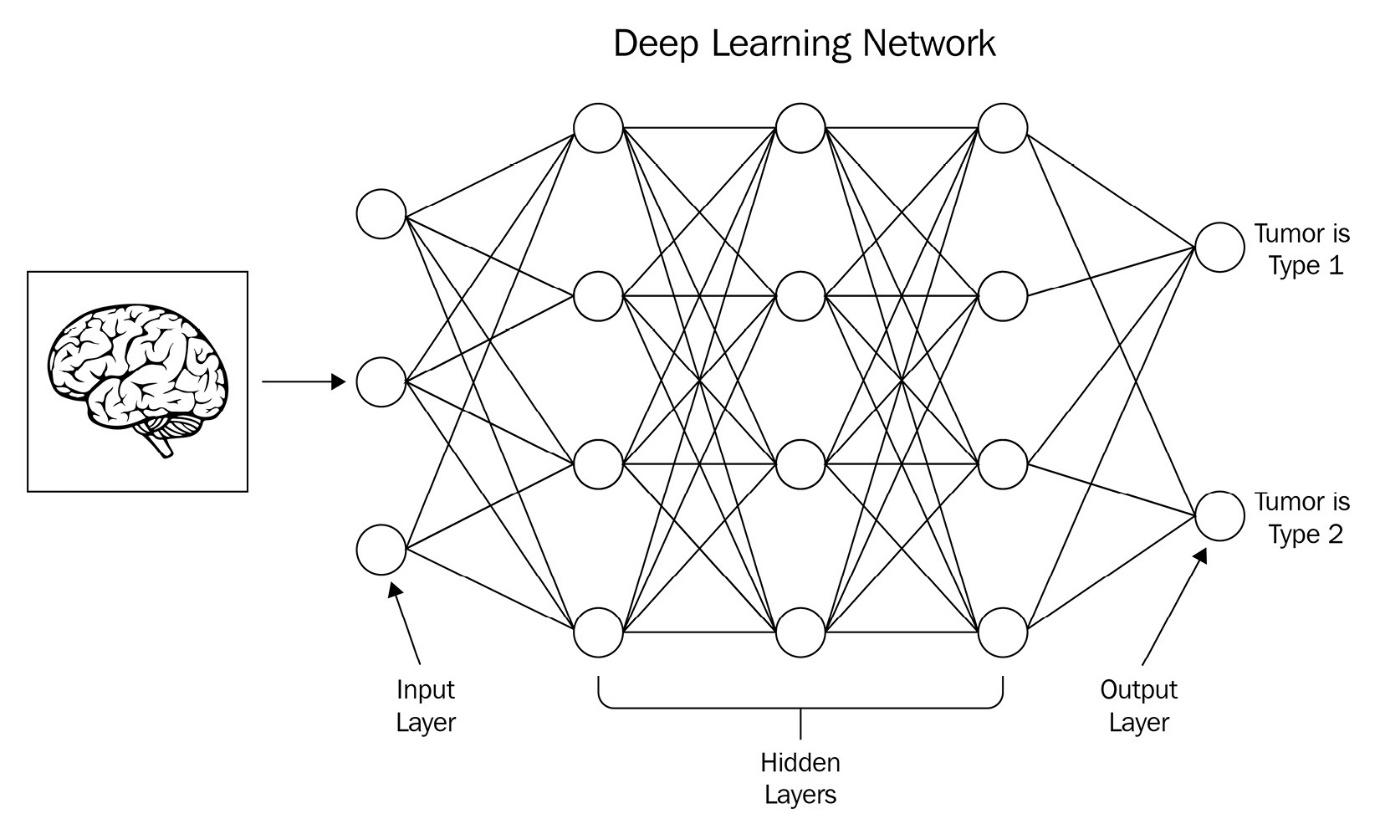 Deep Learning Network
Tumor is
Type 1
Tumor is
Type 2
Input
Layer
Output
Layer
Hidden
Layers